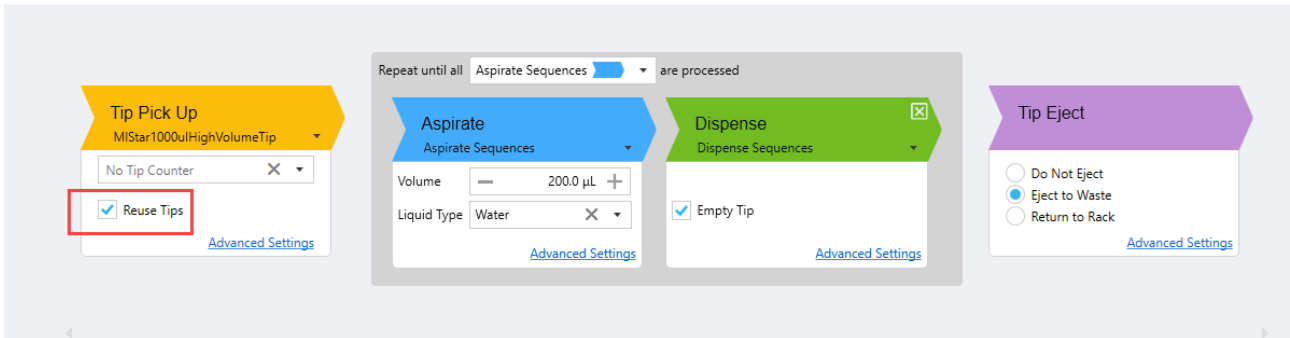 Repeat until all Aspirate Sequences are processed
Tip Pick Up
MlStar1000ulHighVolumeTip
No Tip Counter
Reuse Tips
Advanced Settings
Aspirate
Aspirate Sequences
Volume 200.0 µL
Liquid Type Water
Advanced Settings
Dispense
Dispense Sequences
Empty Tip
Advanced Settings
Tip Eject
Do Not Eject
Eject to Waste
Return to Rack
Advanced Settings